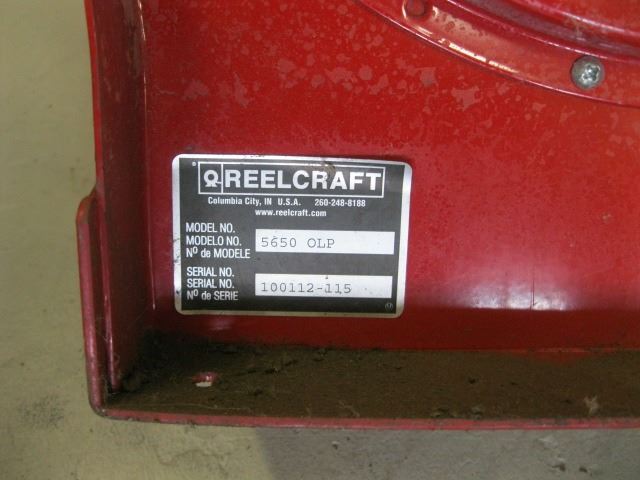 REELCRAFT
Columbia City, IN U.S.A. 260-248-8188
www.reelcraft.com
MODEL NO.
MODELO NO. 5650 OLP
Nº de MODELE
SERIAL NO.
SERIAL NO. 100112-115
Nº de SERIE